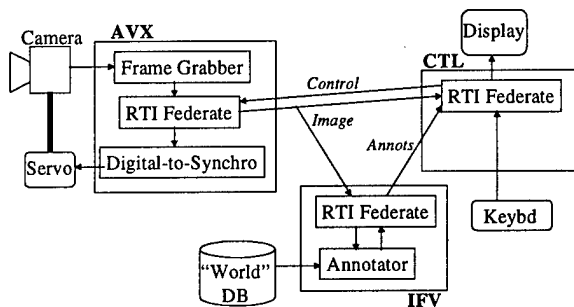 Camera
AVX
Frame Grabber
RTI Federate
Digital-to-Synchro
Servo
Control
Image
Annots
Display
CTL
RTI Federate
Keybd
RTI Federate
Annotator
IFV
"World"
DB